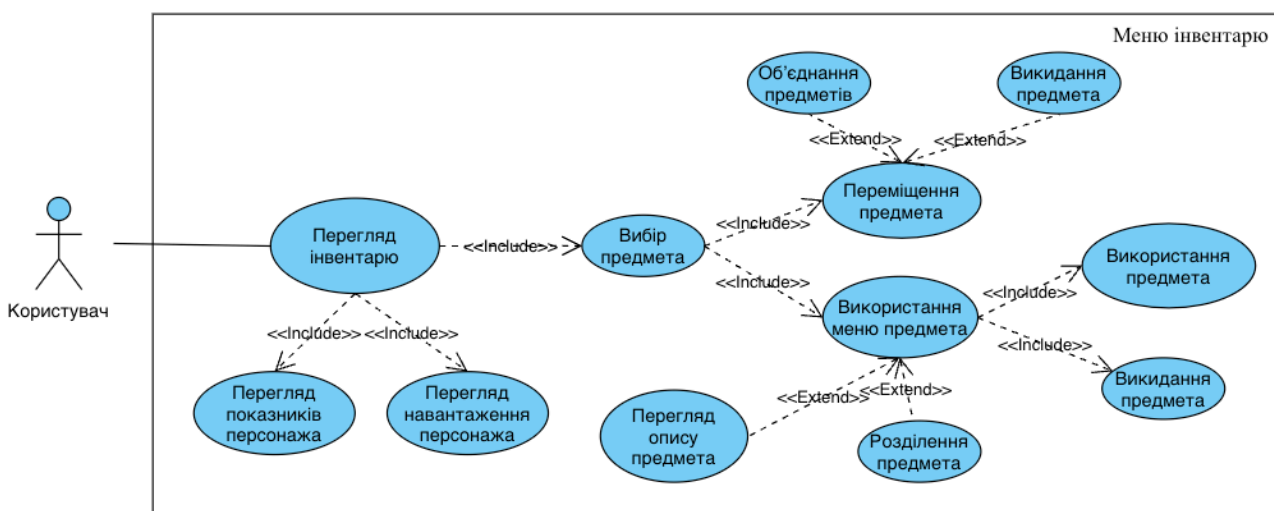 Меню інвентарю
Об'єднання
предметів
Викидання
предмета
<<Extend>>
<<Extend>>
Переміщення
предмета
<<Include>>
Перегляд
інвентарю
<<Include>>
Вибір
предмета
<<Include>>
Використання
предмета
<<Include>>
Використання
меню предмета
<<Include>>
Викидання
предмета
Користувач
<<Include>>
<<Include>>
Перегляд
показників
персонажа
Перегляд
навантаження
персонажа
<<Extend>>
<<Extend>>
Перегляд
опису
предмета
Розділення
предмета